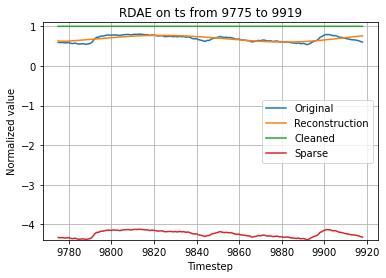 RDAE on ts from 9775 to 9919
Normalized value
1
0
−1
−2
−3
−4
Original
Reconstruction
Cleaned
Sparse
9780 9800 9820 9840 9860 9880 9900 9920
Timestep